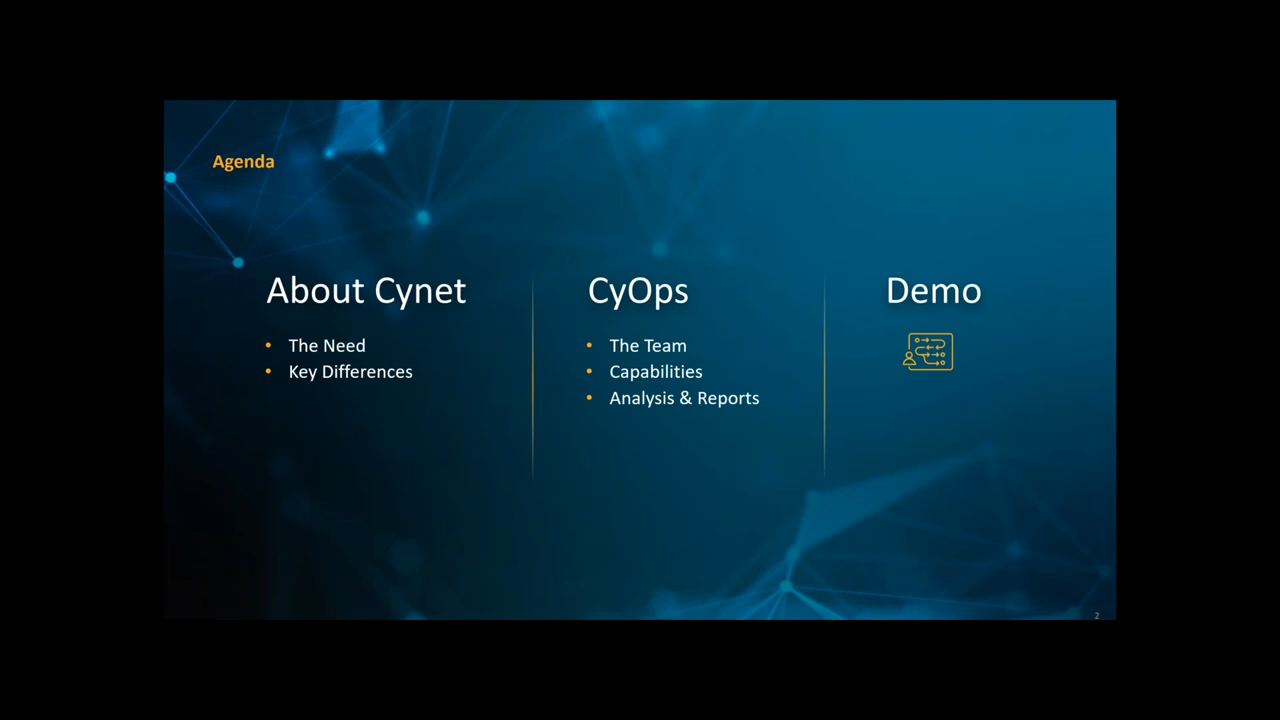 Agenda
About Cynet
• The Need
• Key Differences
CyOps
• The Team
• Capabilities
• Analysis & Reports
Demo
2